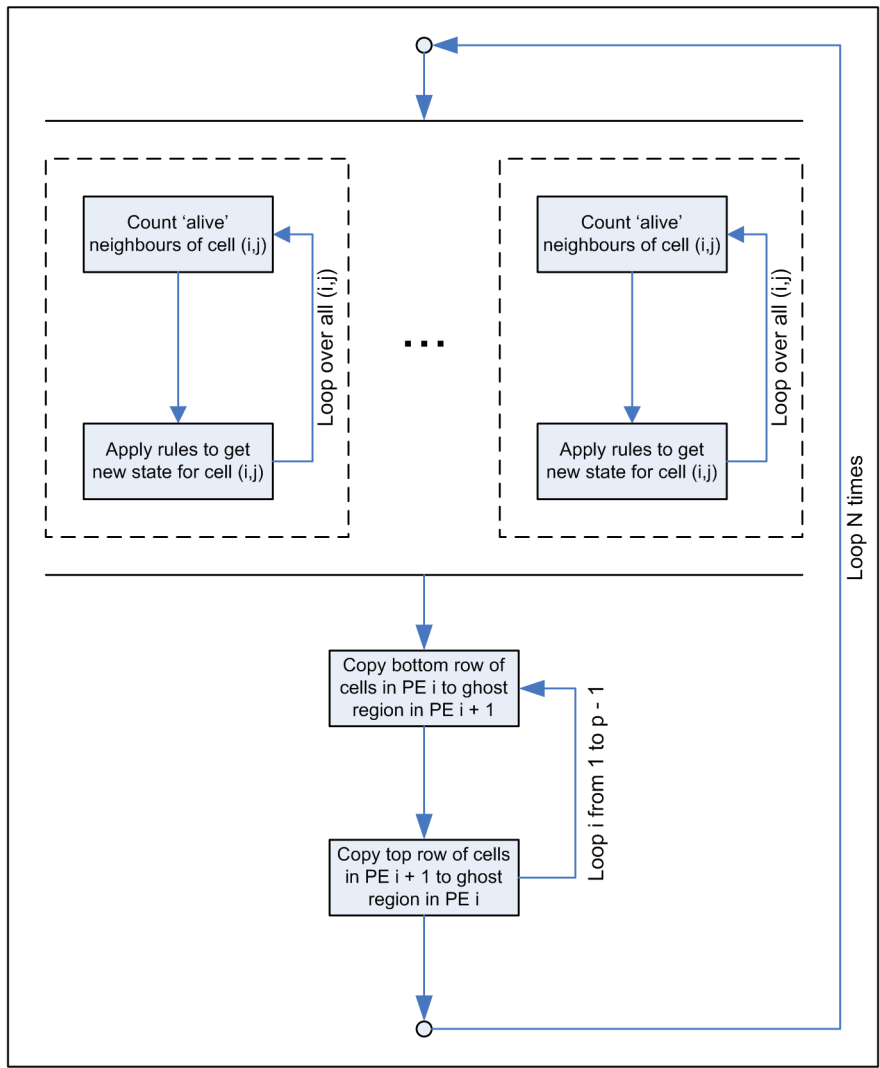 Count ‘alive’
neighbours of cell (i,j)
Apply rules to get
new state for cell (i,j)
Loop over all (i,j)
...
Count ‘alive’
neighbours of cell (i,j)
Apply rules to get
new state for cell (i,j)
Loop over all (i,j)
Copy bottom row of
cells in PE i to ghost
region in PE i + 1
Copy top row of cells
in PE i + 1 to ghost
region in PE i
Loop i from 1 to p - 1
Loop N times